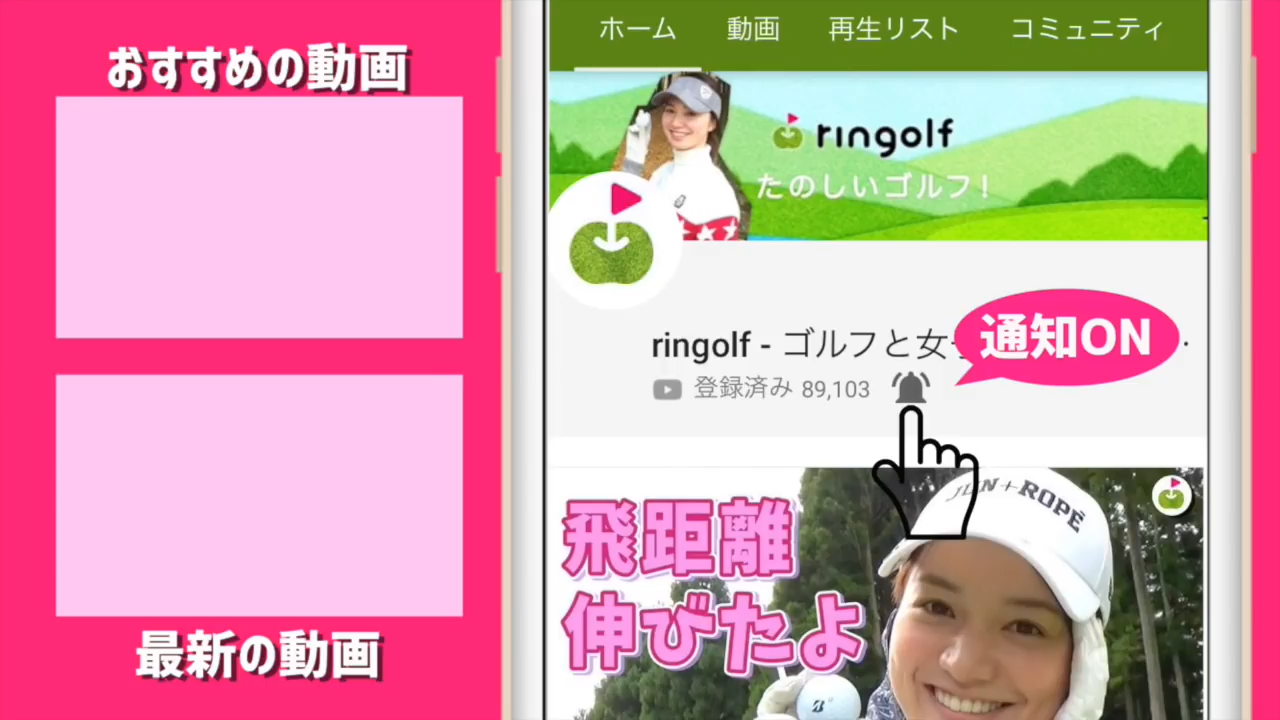 おすすめの動画
最新の動画
ホーム 動画 再生リスト コミュニティ
ringolf
たのしいゴルフ!
ringolf - ゴルフと女
通知ON
登録済み 89,103
飛距離
伸びたよ
JUN+ROPÉ
B